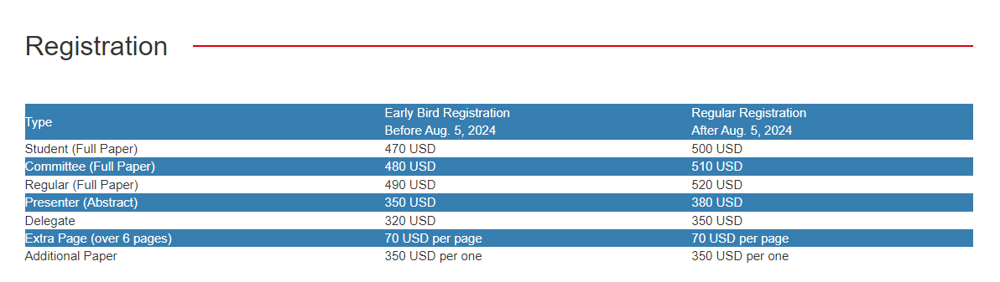 Registration
Type Early Bird Registration Before Aug. 5, 2024 Regular Registration After Aug. 5, 2024
Student (Full Paper) 470 USD 500 USD
Committee (Full Paper) 480 USD 510 USD
Regular (Full Paper) 490 USD 520 USD
Presenter (Abstract) 350 USD 380 USD
Delegate 320 USD 350 USD
Extra Page (over 6 pages) 70 USD per page 70 USD per page
Additional Paper 350 USD per one 350 USD per one